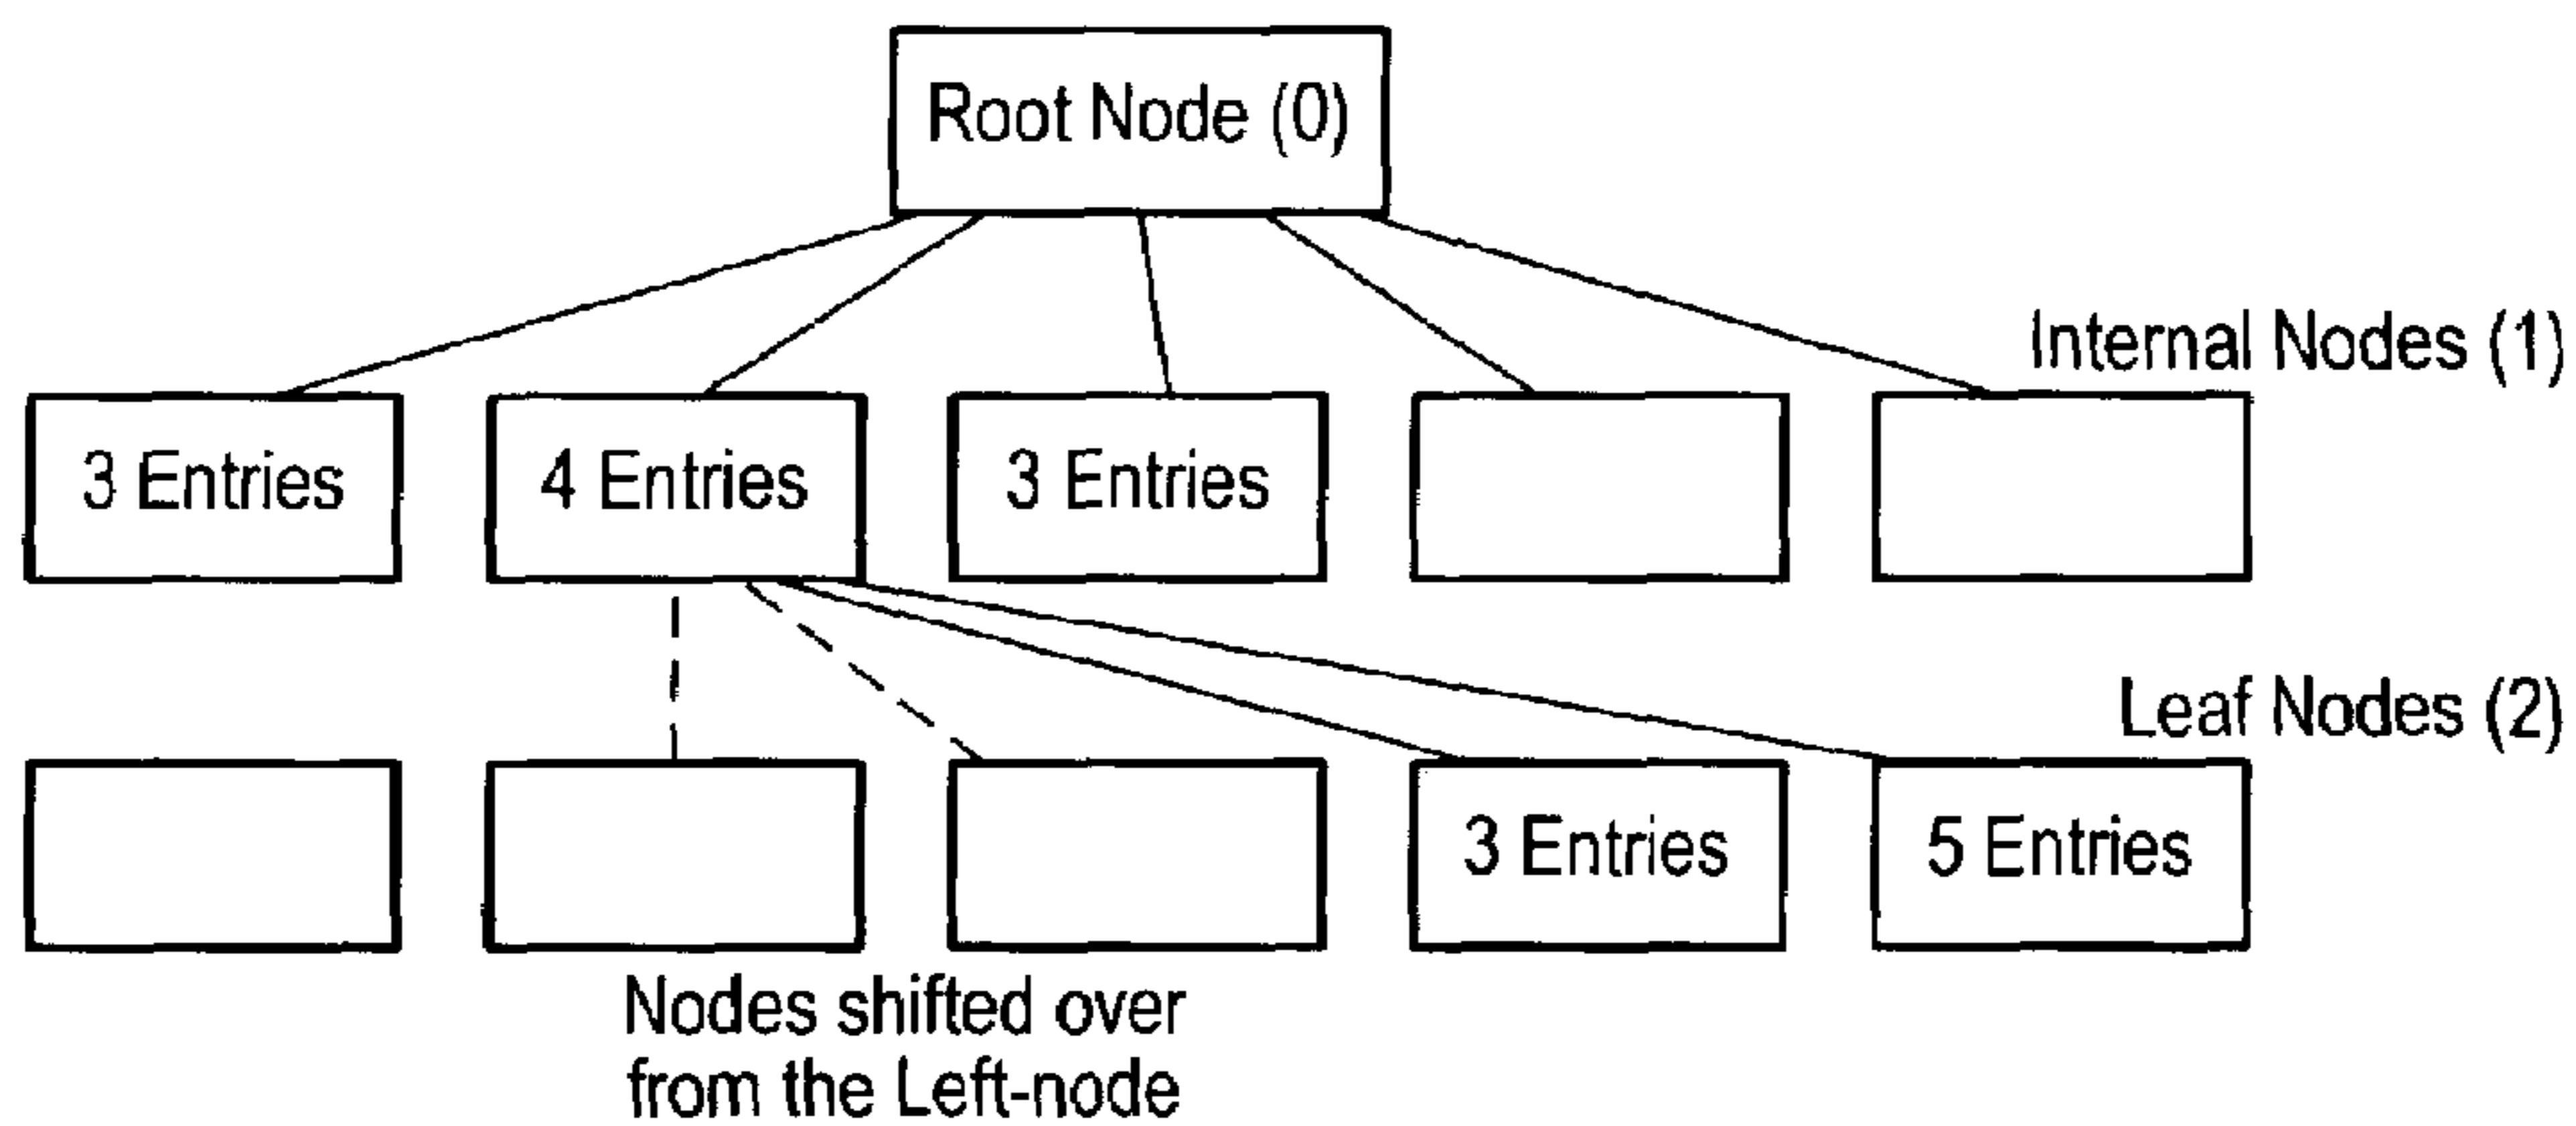 Root Node (0)
Internal Nodes (1)
3 Entries
4 Entries
3 Entries
Leaf Nodes (2)
3 Entries
5 Entries
Nodes shifted over
from the Left-node